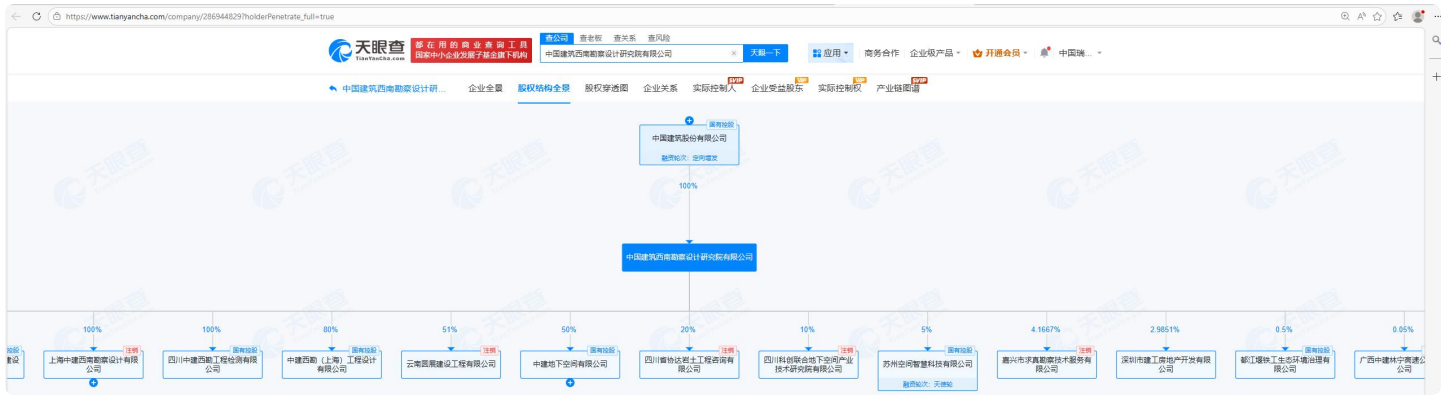 https://www.tianyancha.com/company/286944829?holderPenetrate_full=true
天眼查
TianYanCha.com
都在用的商业查询工具
国家中小企业发展子基金旗下机构
查公司 查老板 查关系 查风险
中国建筑西南勘察设计研究院有限公司 × 天眼一下
应用 商务合作 企业级产品 开通会员 中国瑞...
中国建筑西南勘察设计研... 企业全景 股权结构全景 股权穿透图 企业关系 实际控制人 SVIP 企业受益股东 VIP 实际控制权 产业链图谱 SVIP
国有控股
中国建筑股份有限公司
融资轮次: 定向增发
100%
中国建筑西南勘察设计研究院有限公司
100% 100% 80% 51% 50% 20% 10% 5% 4.1667% 2.9851% 0.5% 0.05%
建设
注销
上海中建西南勘察设计有限
公司
国有控股
四川中建西勘工程检测有限
公司
国有控股
中建西勘（上海）工程设计
有限公司
注销
云南固展建设工程有限公司
国有控股
中建地下空间有限公司
注销
四川省协达岩土工程咨询有
限公司
注销
四川科创联合地下空间产业
技术研究院有限公司
国有控股
苏州空间智慧科技有限公司
融资轮次: 天使轮
注销
嘉兴市求真勘察技术服务有
限公司
深圳市建工房地产开发有限
公司
国有控股
都江堰铁工生态环境治理有
限公司
广西中建林宁高速公
公司
天眼查